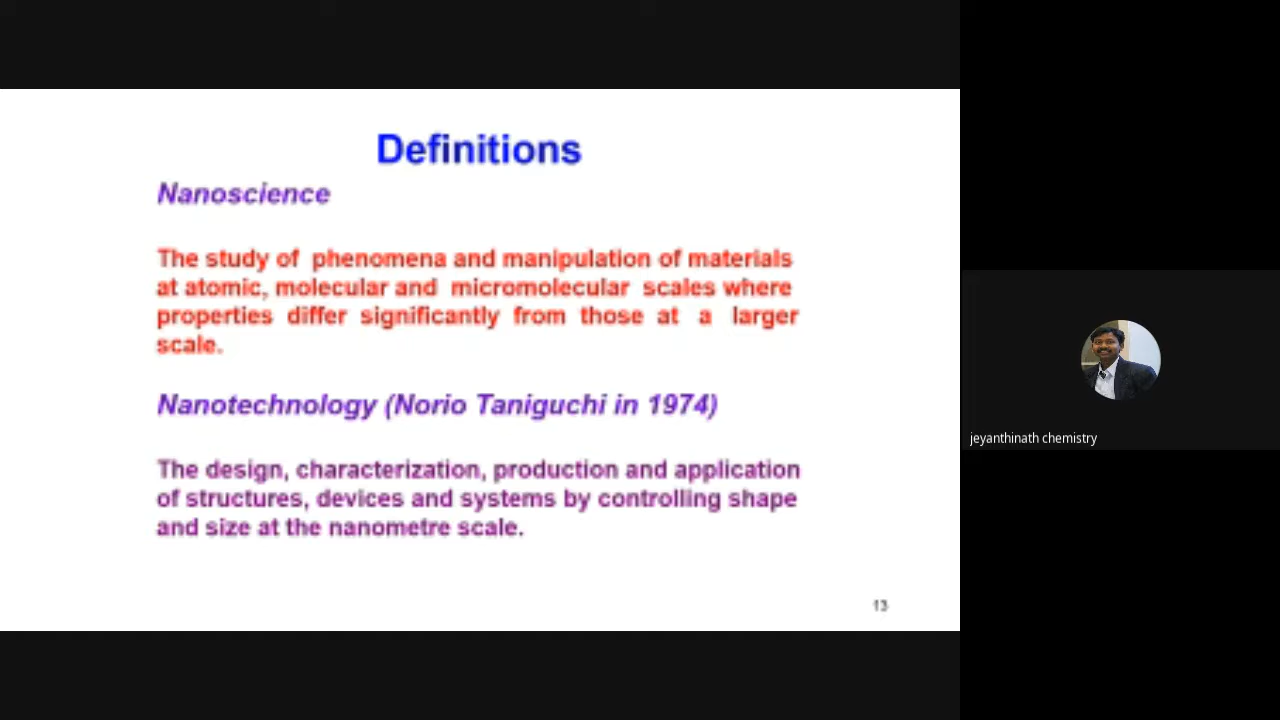 Definitions
Nanoscience
The study of phenomena and manipulation of materials
at atomic, molecular and micromolecular scales where
properties differ significantly from those at a larger
scale.
Nanotechnology (Norio Taniguchi in 1974)
The design, characterization, production and application
of structures, devices and systems by controlling shape
and size at the nanometre scale.
13
jeyanthinath chemistry